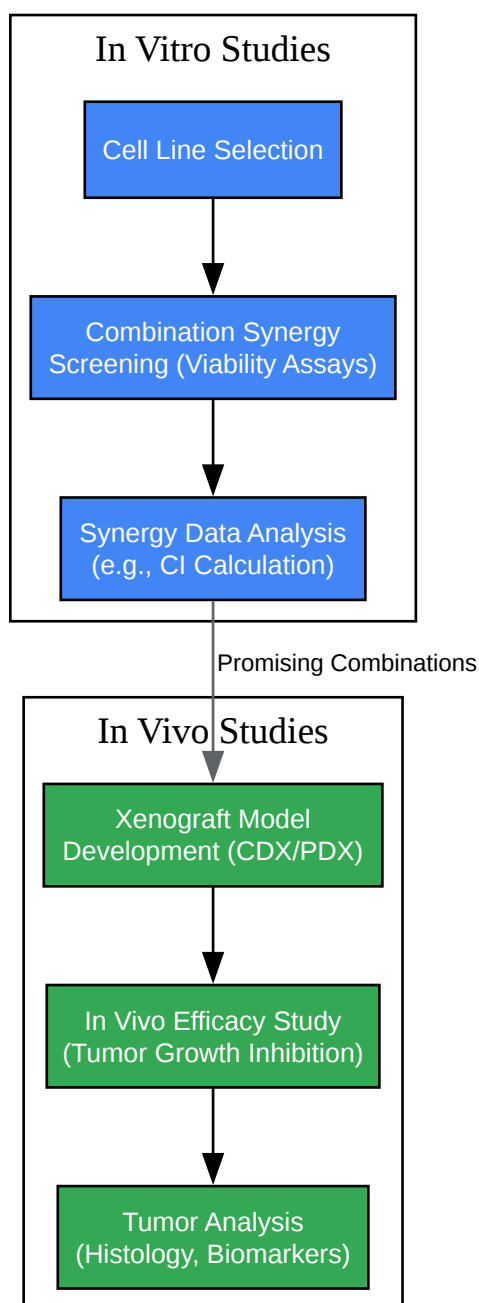 In Vitro Studies
Cell Line Selection
Combination Synergy
Screening (Viability Assays)
Synergy Data Analysis
(e.g., CI Calculation)
Promising Combinations
In Vivo Studies
Xenograft Model
Development (CDX/PDX)
In Vivo Efficacy Study
(Tumor Growth Inhibition)
Tumor Analysis
(Histology, Biomarkers)